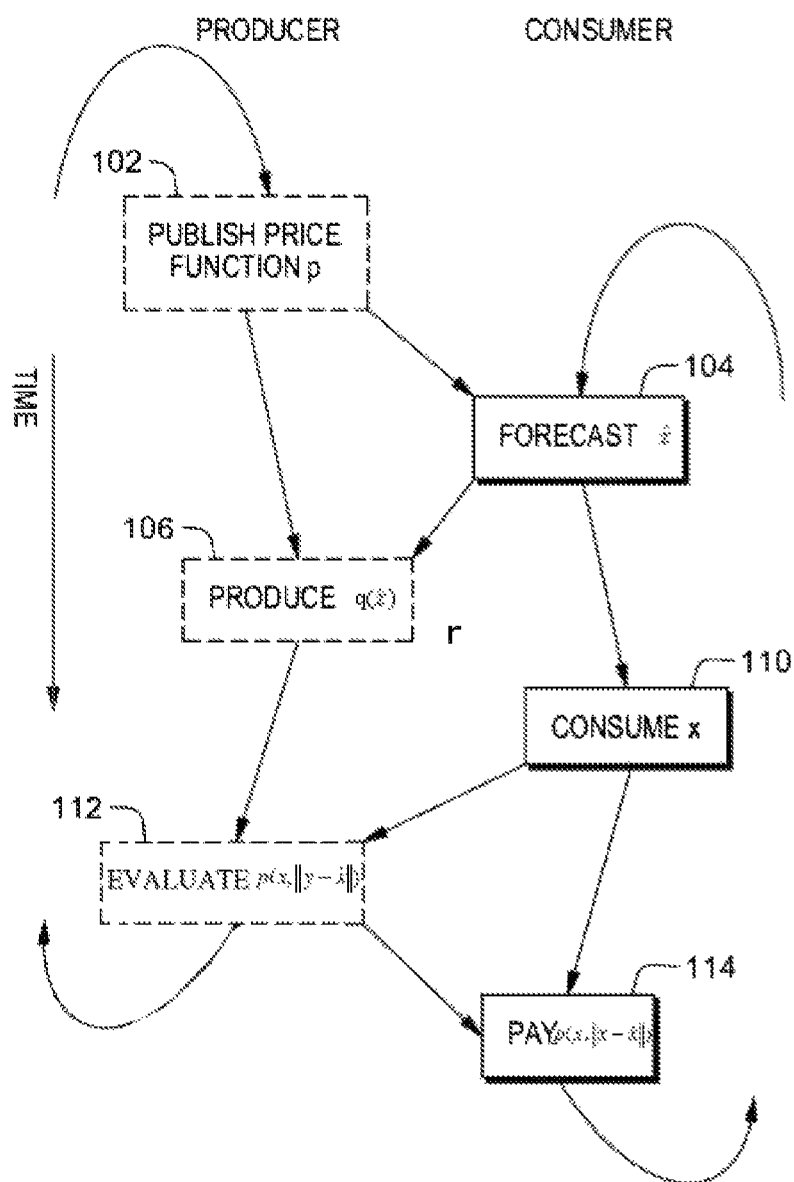 PRODUCER CONSUMER
102
PUBLISH PRICE
FUNCTION p
104
FORECAST x̂
TIME
106
PRODUCE q(x̂)
r
110
CONSUME x
112
EVALUATE p(x,‖y-x̂‖)
114
PAY p(x,‖x-x̂‖)